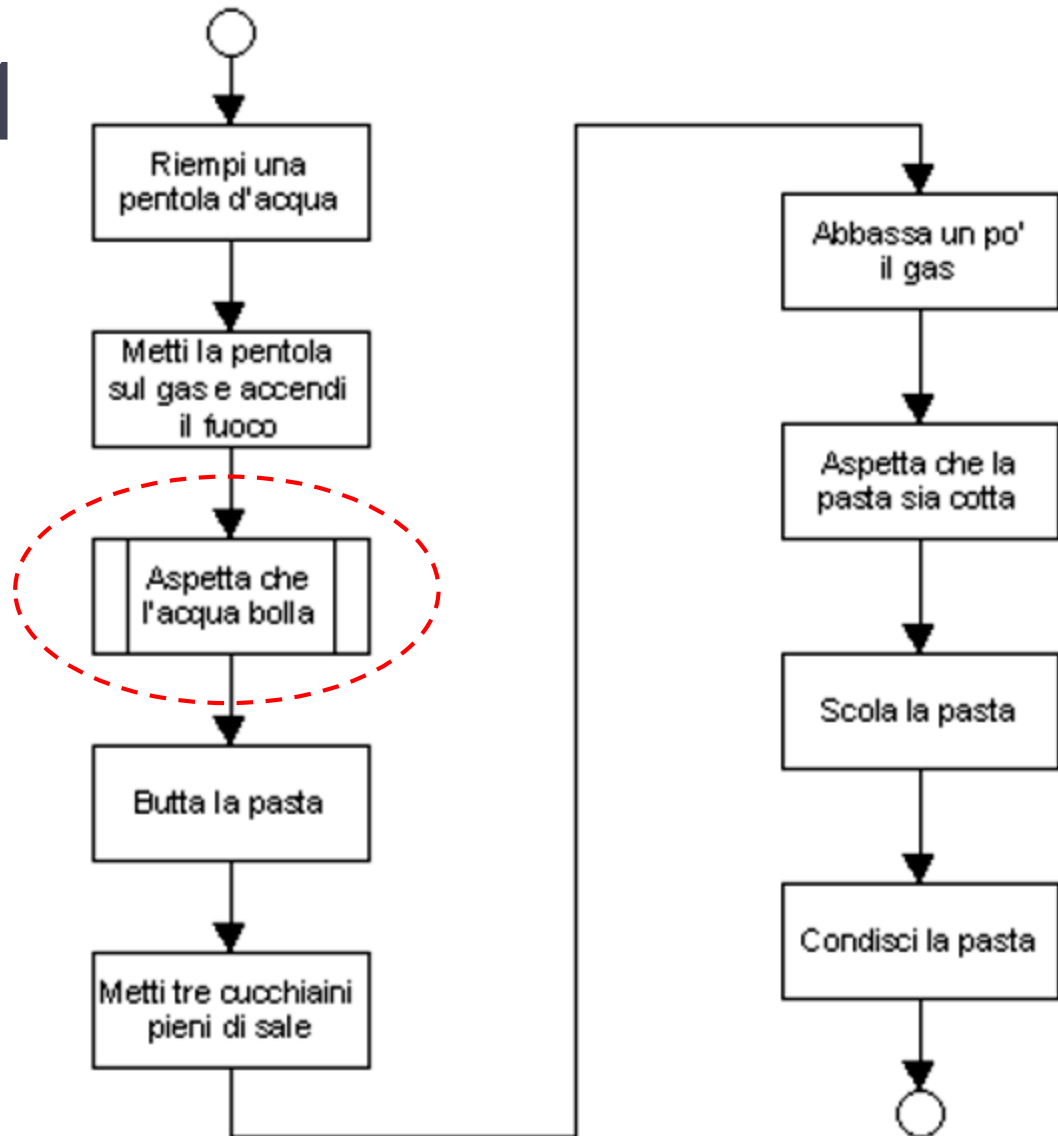 Riempi una
pentola d'acqua
Metti la pentola
sul gas e accendi
il fuoco
Aspetta che
l'acqua bolla
Butta la pasta
Metti tre cucchiaini
pieni di sale
Abbassa un po'
il gas
Aspetta che la
pasta sia cotta
Scola la pasta
Condisci la pasta